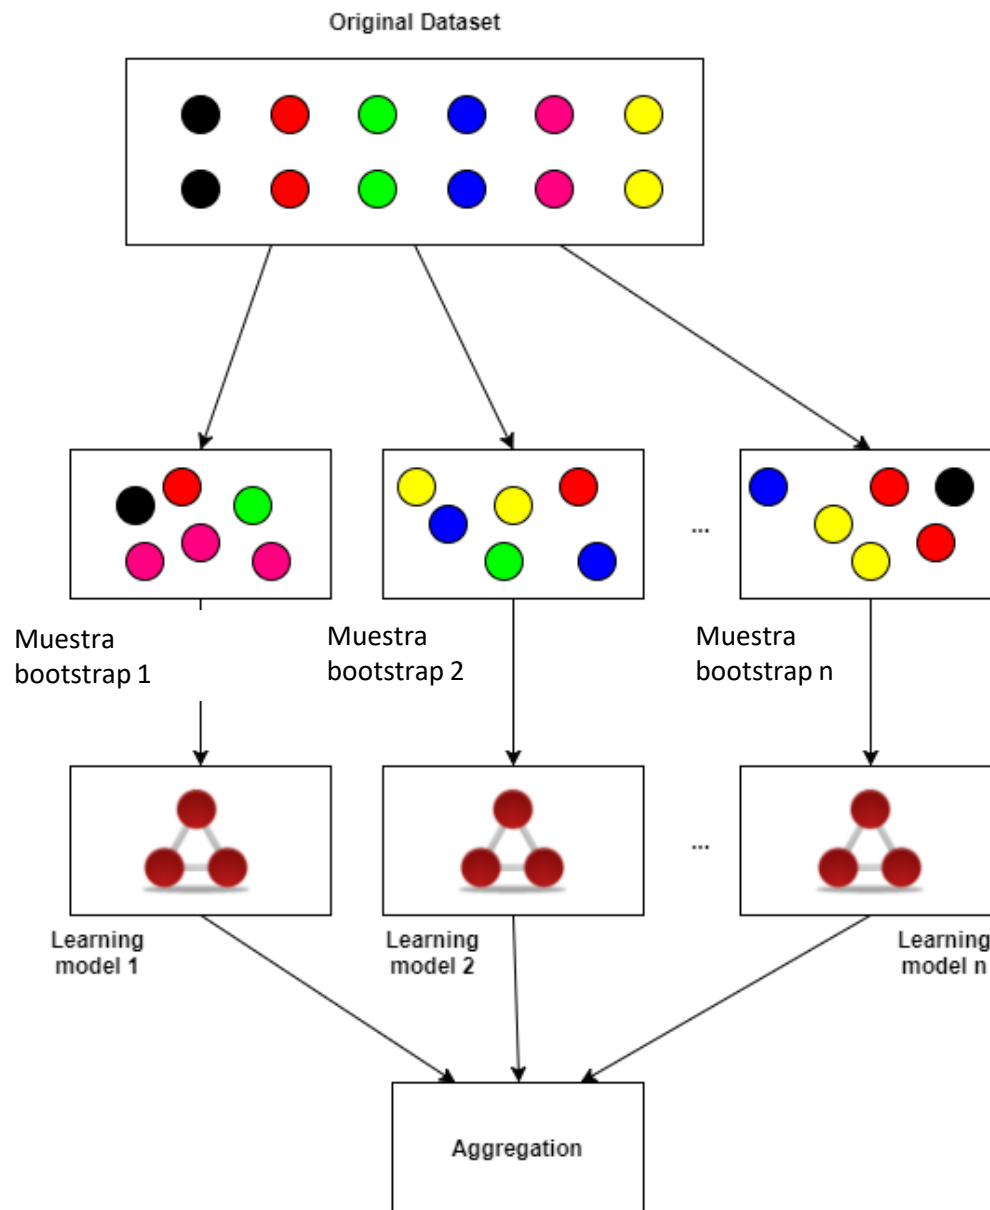 Original Dataset
...
Muestra
bootstrap 1
Muestra
bootstrap 2
Muestra
bootstrap n
...
Learning
model 1
Learning
model 2
Learning
model n
Aggregation